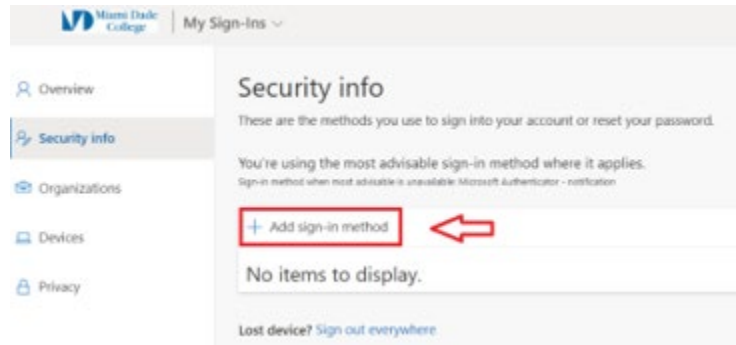 Miami Dade
College
My Sign-Ins
Overview
Security info
Organizations
Devices
Privacy
Security info
These are the methods you use to sign into your account or reset your password.
You're using the most advisable sign-in method where it applies.
Sign-in method when most advisable is unavailable: Microsoft Authenticator - notification
+ Add sign-in method
No items to display.
Lost device? Sign out everywhere